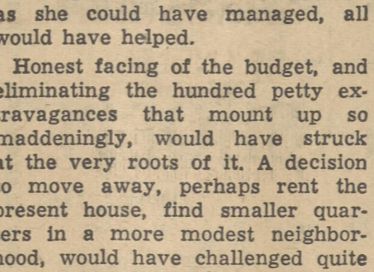 as she could have managed, all
would have helped.
Honest facing of the budget, and
eliminating the hundred petty ex-
travagances that mount up so
maddeningly, would have struck
at the very roots of it. A decision
to move away, perhaps rent the
present house, find smaller quar-
ters in a more modest neighbor-
hood, would have challenged quite